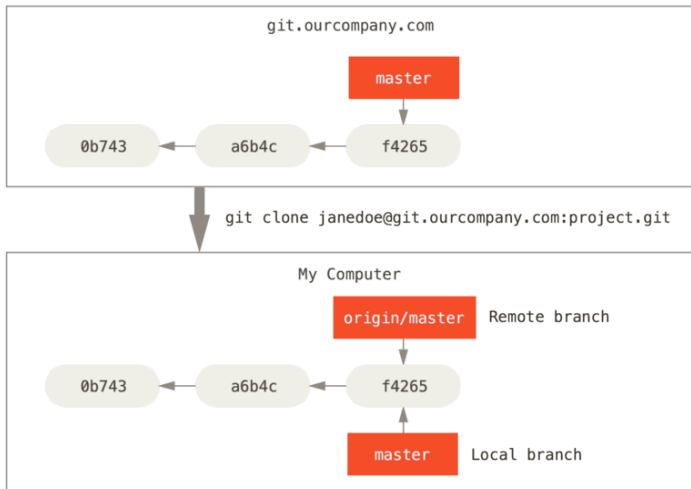 git.ourcompany.com
master
0b743 a6b4c f4265
git clone janedoe@git.ourcompany.com:project.git
My Computer
origin/master Remote branch
0b743 a6b4c f4265
master Local branch